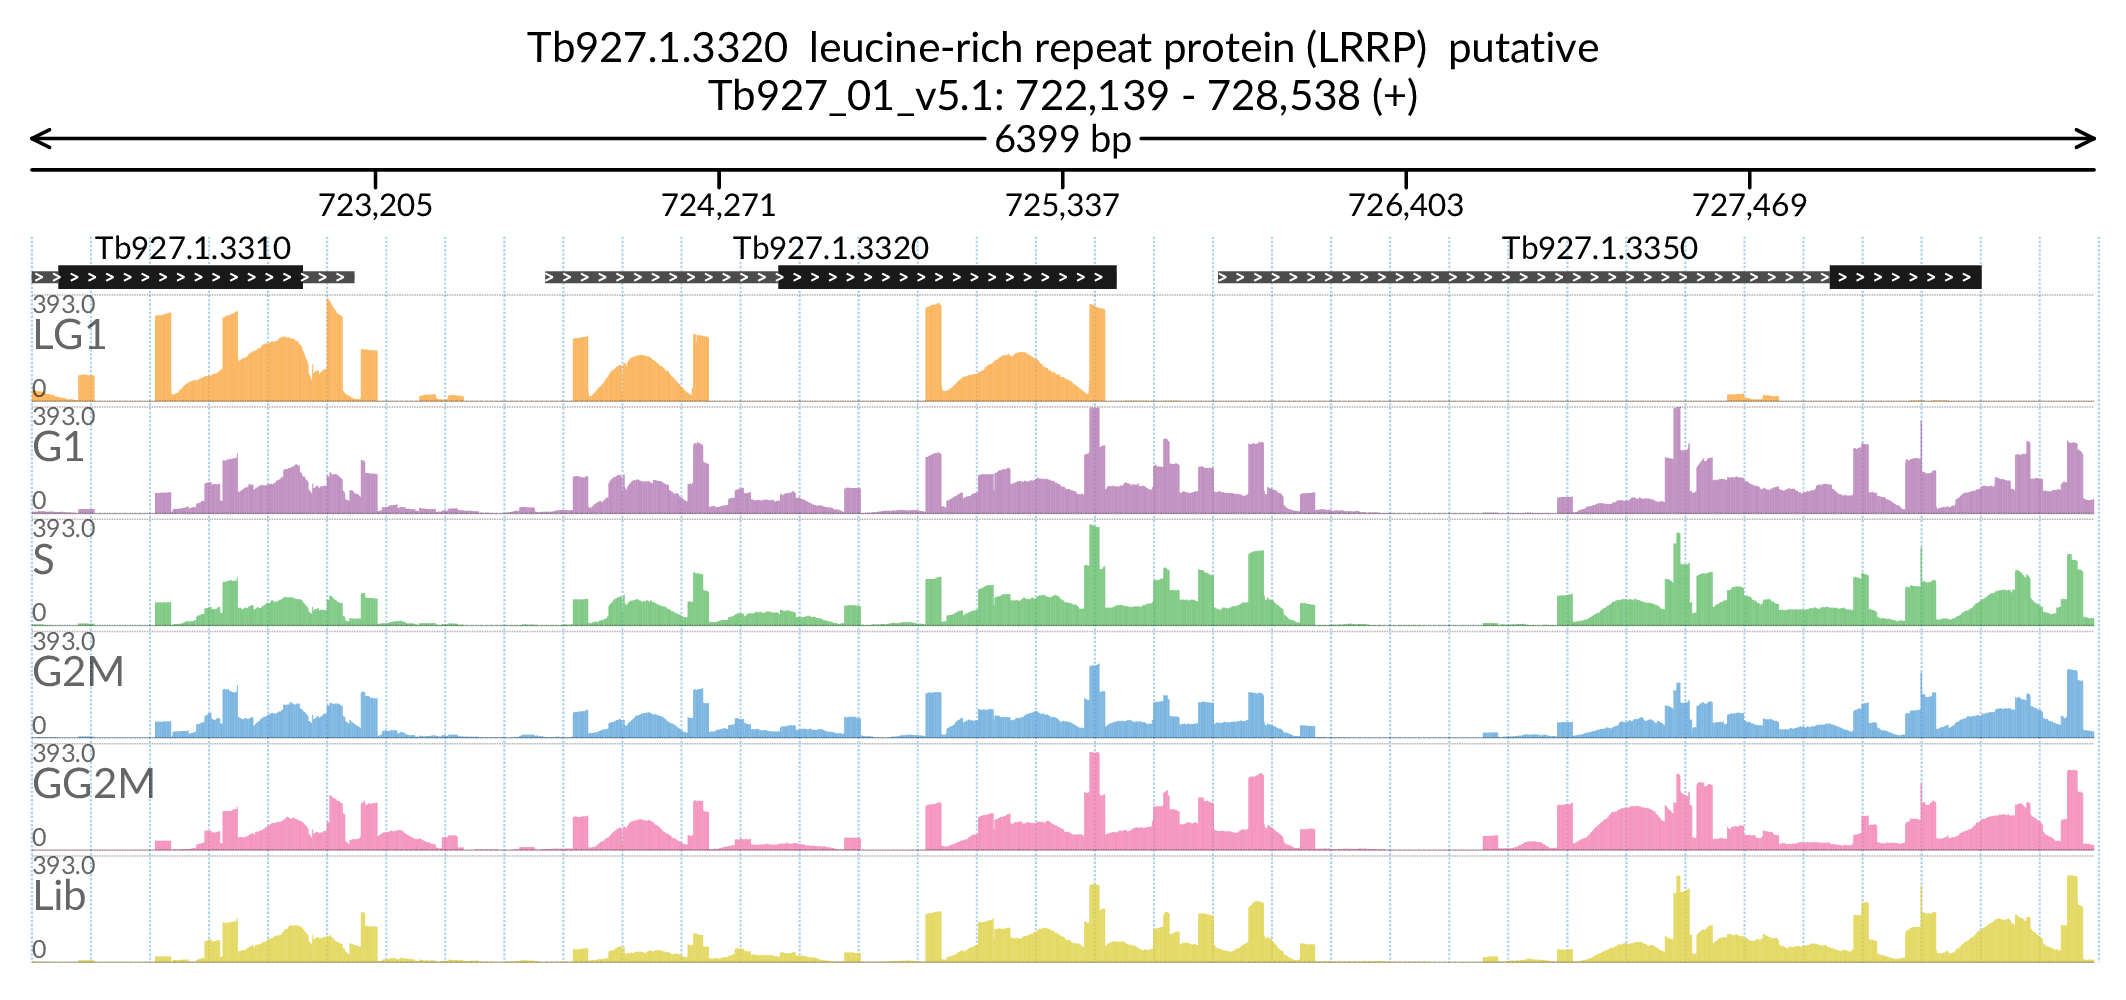 Tb927.1.3320  leucine-rich repeat protein (LRRP)  putative
Tb927_01_v5.1: 722,139 - 728,538 (+)
6399 bp
723,205 724,271 725,337 726,403 727,469
Tb927.1.3310 Tb927.1.3320 Tb927.1.3350
393.0
LG1
0
393.0
G1
0
393.0
S
0
393.0
G2M
0
393.0
GG2M
0
393.0
Lib
0